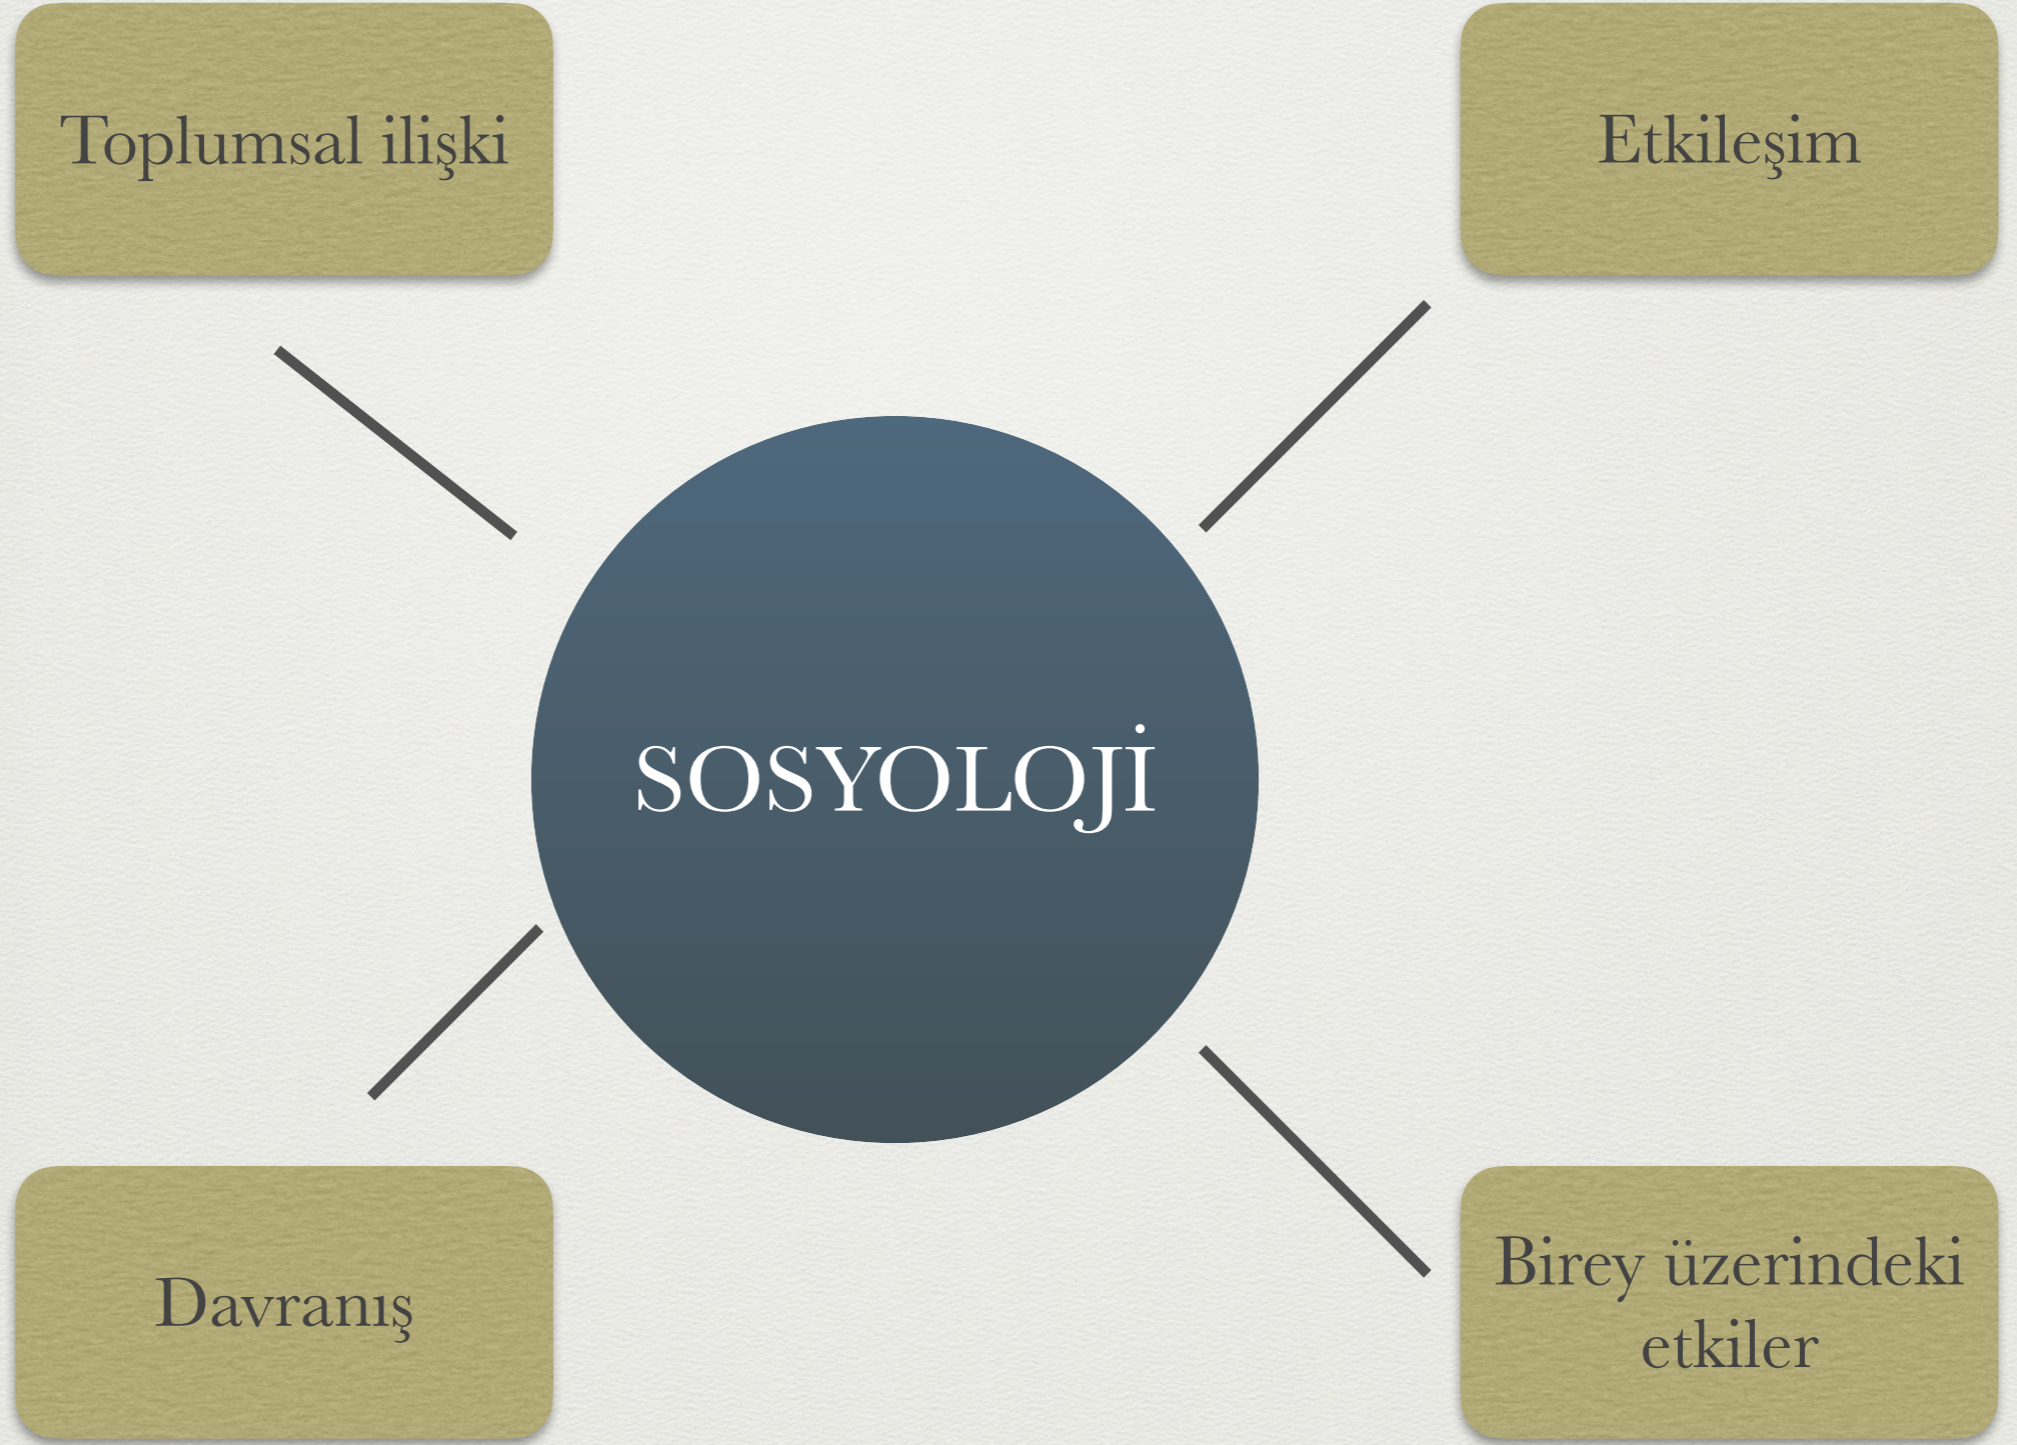 Toplumsal ilişki
Etkileşim
SOSYOLOJİ
Davranış
Birey üzerindeki
etkiler